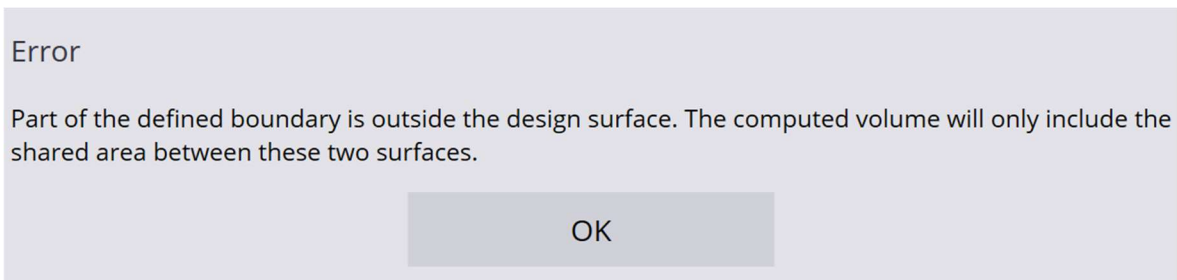 Error
Part of the defined boundary is outside the design surface. The computed volume will only include the
shared area between these two surfaces.
OK